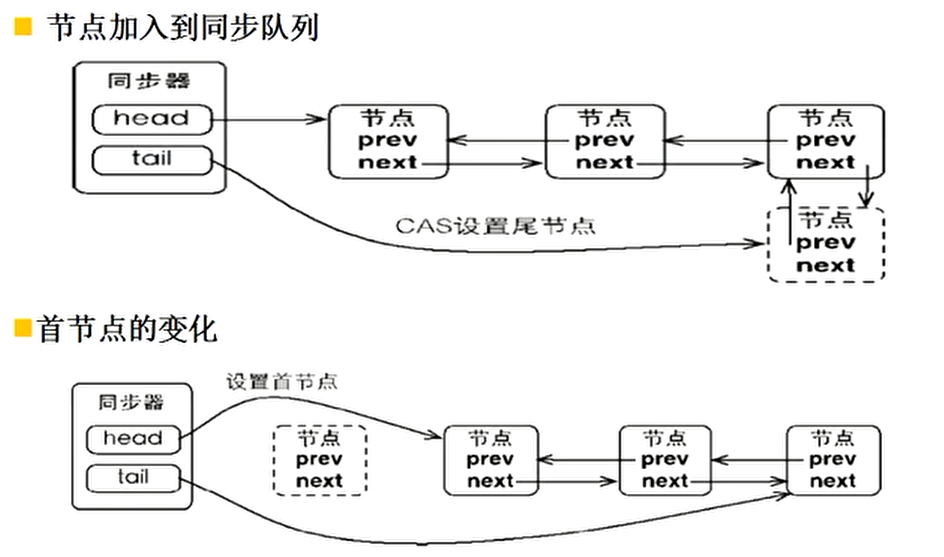 节点加入到同步队列
同步器
head
tail
节点
prev
next
节点
prev
next
节点
prev
next
CAS设置尾节点
节点
prev
next
首节点的变化
设置首节点
同步器
head
tail
节点
prev
next
节点
prev
next
节点
prev
next
节点
prev
next